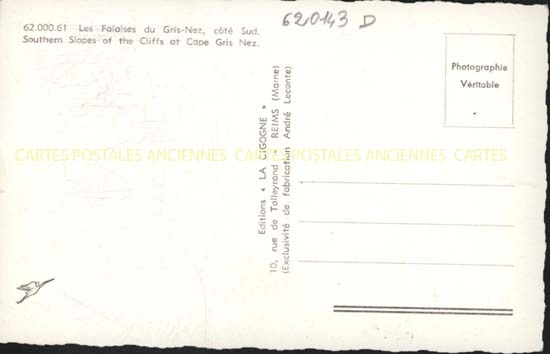 620143 D
62.000.61 Les Falaises du Gris-Nez, côté Sud.
Southern Slopes of the Cliffs at Cape Gris Nez.
Photographie
Véritable
CARTES POSTALES ANCIENNES CARTES POSTALES ANCIENNES
Editions « LA CIGOGNE »
10, rue de Talleyrand - REIMS (Marne)
(Exclusivité de fabrication André Leconte)